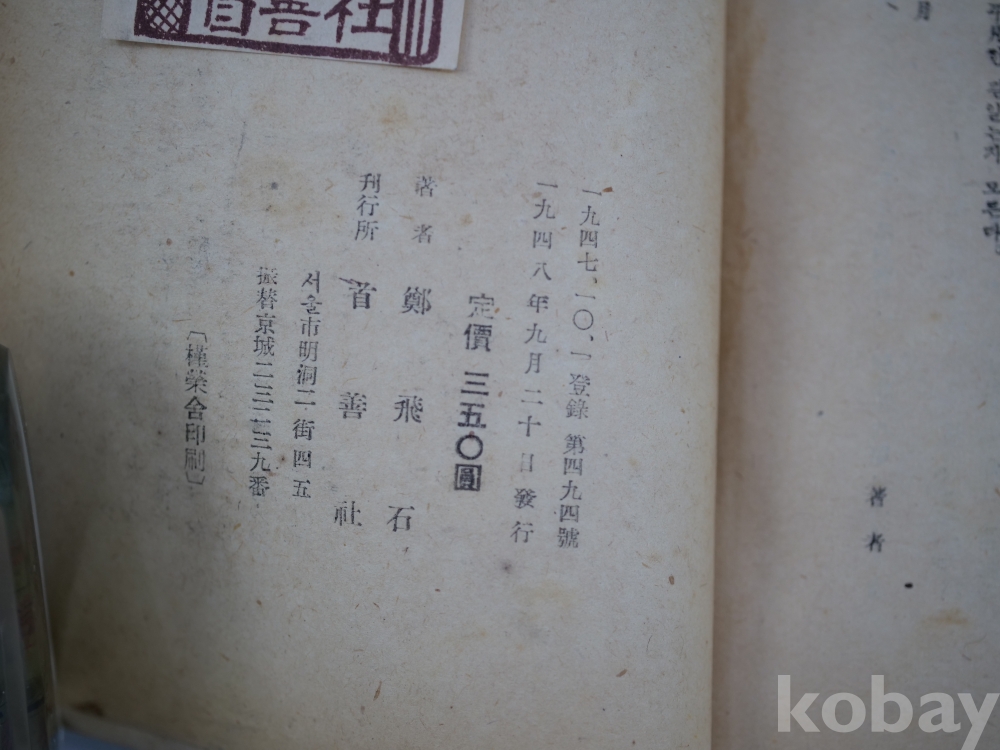 社善首
一九四七、一〇、一登錄 第四九四號
一九四八年九月二十日發行
定價 三五〇圓
著者 鄭飛石
刊行所 首善社
서울市明洞二街四五
振替京城二三二三九番
〔槿榮舍印刷〕
月
著者
kobay